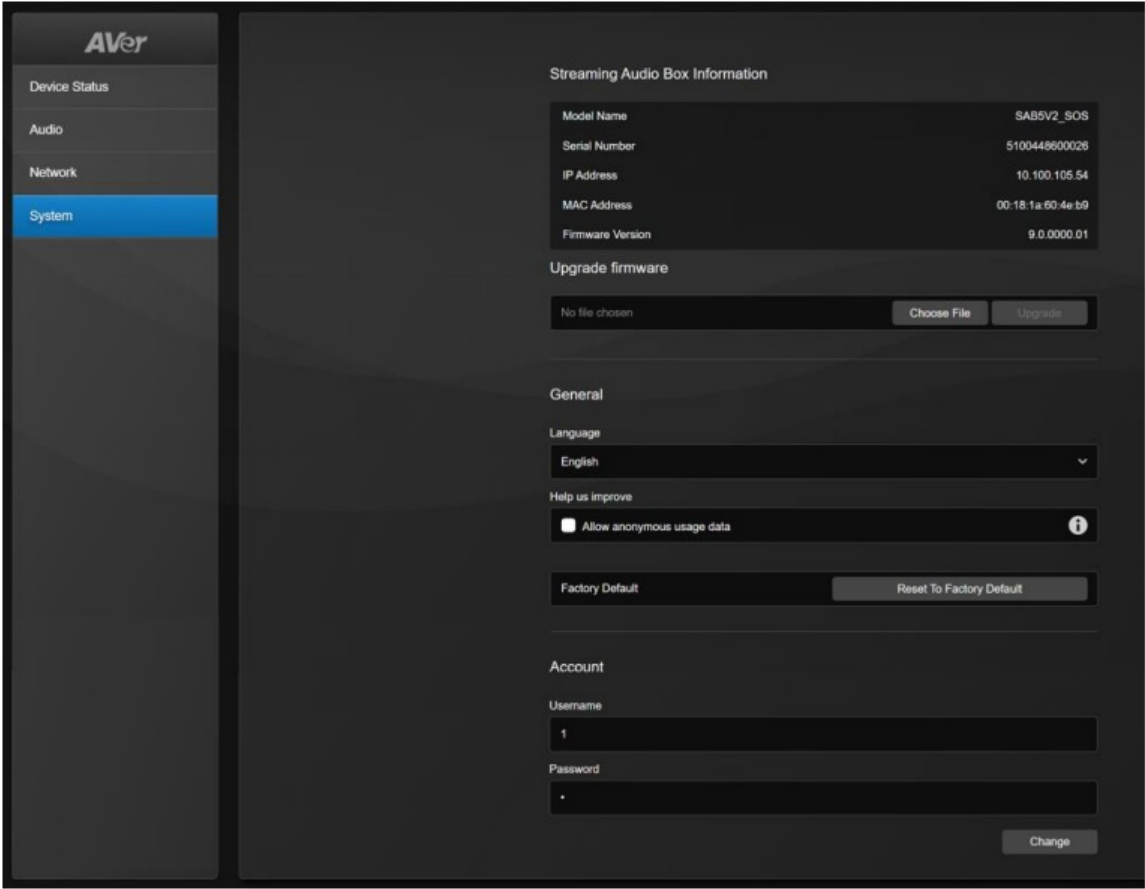 AVer
Device Status
Audio
Network
System
Streaming Audio Box Information
Model Name SAB5V2_SOS
Serial Number 5100448600026
IP Address 10.100.105.54
MAC Address 00:18:1a:60:4e:b9
Firmware Version 9.0.0000.01
Upgrade firmware
No file chosen Choose File Upgrade
General
Language
English
Help us improve
Allow anonymous usage data
Factory Default Reset To Factory Default
Account
Username
1
Password
•
Change